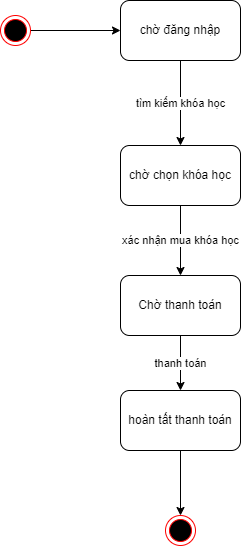 chờ đăng nhập
tìm kiếm khóa học
chờ chọn khóa học
xác nhận mua khóa học
Chờ thanh toán
thanh toán
hoản tất thanh toán